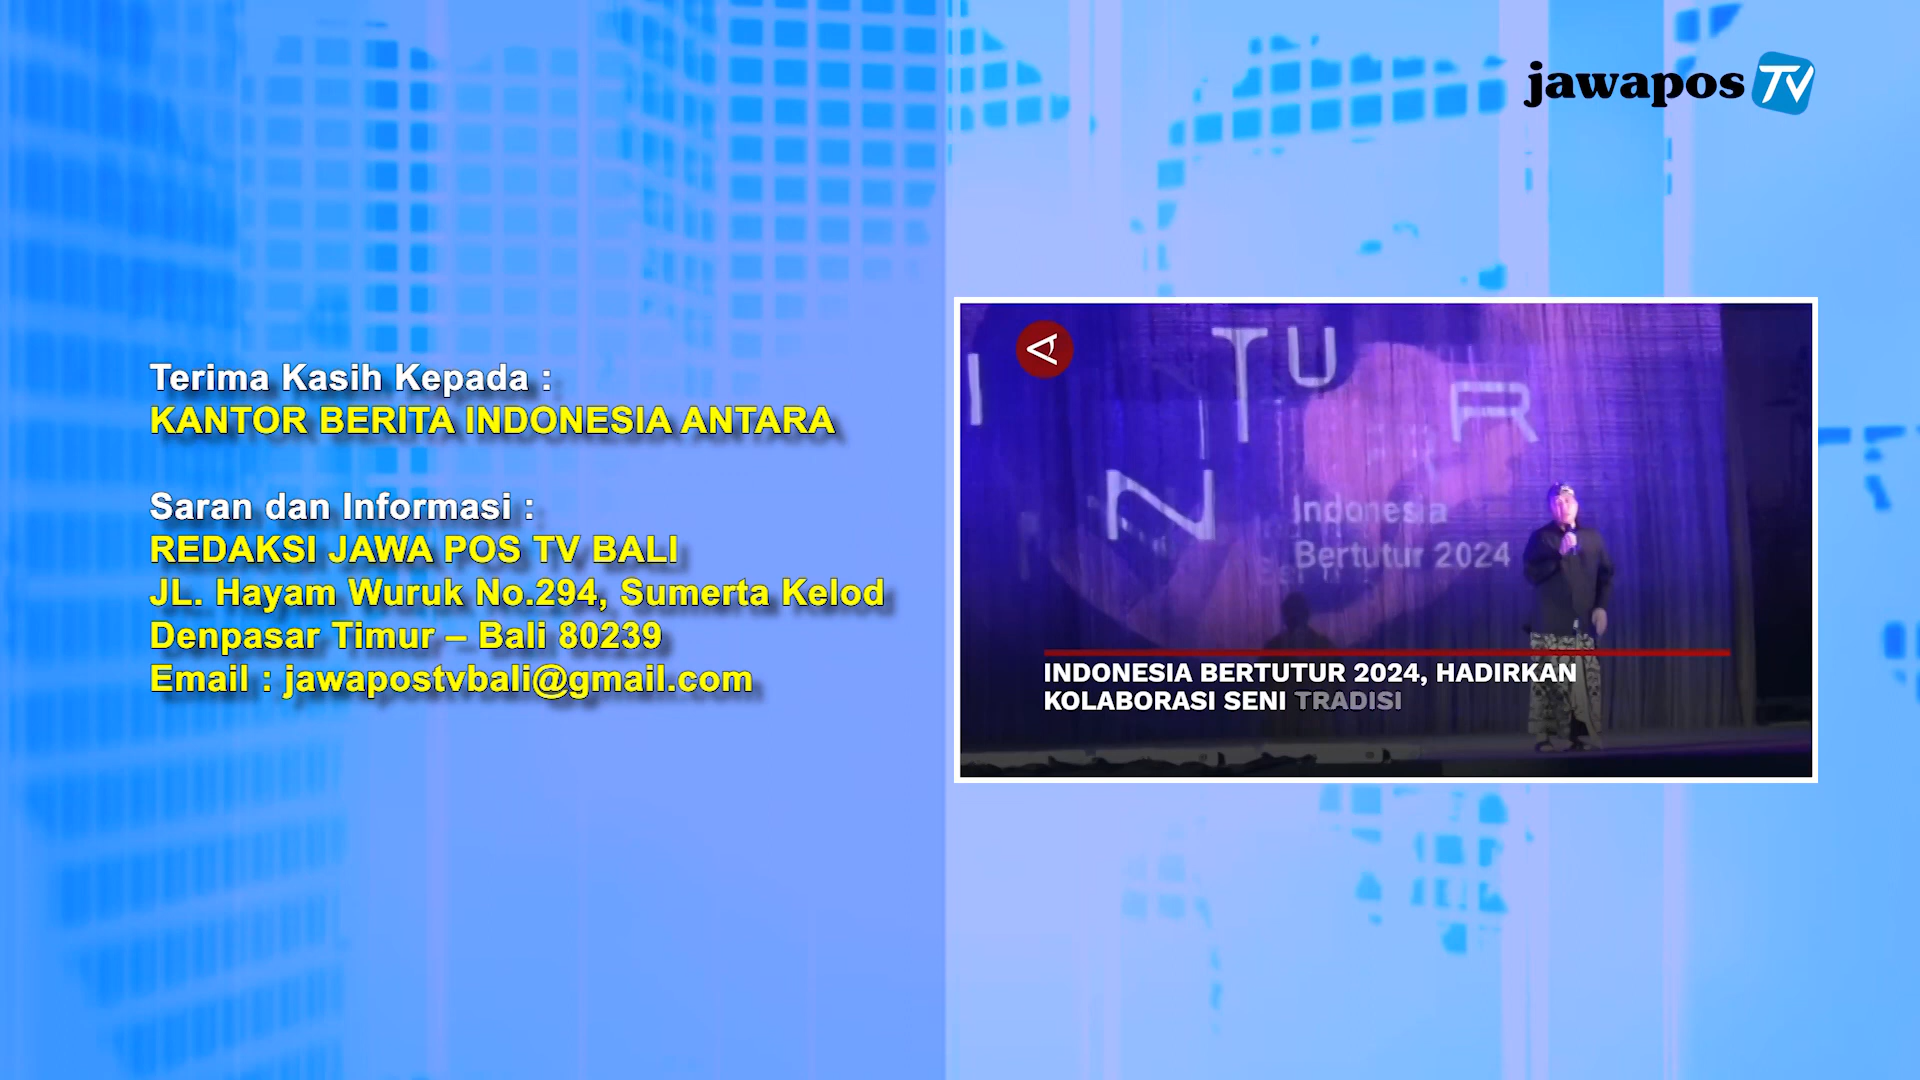 jawapos TV
Terima Kasih Kepada :
KANTOR BERITA INDONESIA ANTARA
Saran dan Informasi :
REDAKSI JAWA POS TV BALI
JL. Hayam Wuruk No.294, Sumerta Kelod
Denpasar Timur – Bali 80239
Email : jawapostvbali@gmail.com
I N T U R
Indonesia
Bertutur 2024
INDONESIA BERTUTUR 2024, HADIRKAN
KOLABORASI SENI TRADISI